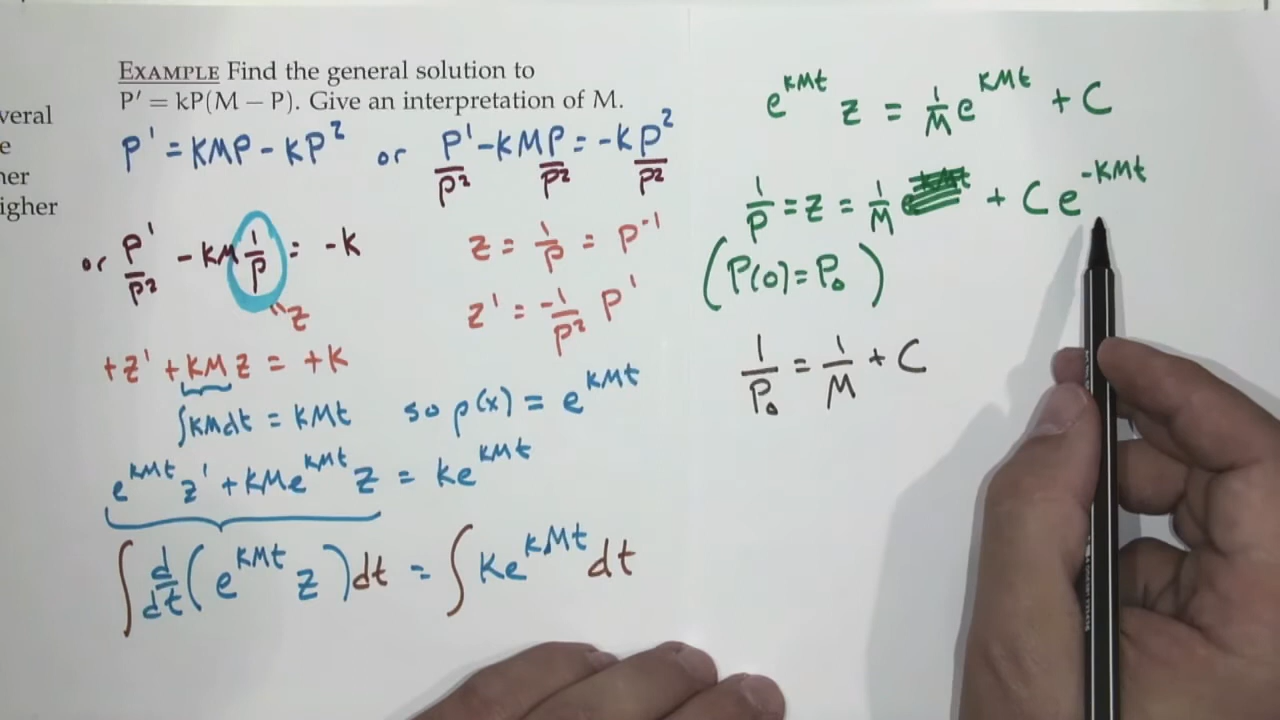 EXAMPLE Find the general solution to
P′ = kP(M – P). Give an interpretation of M.
veral
e
her
igher
P' = KMP - KP² or P'/P² - KMP/P² = -KP²/P²
or P'/P² - KM 1/P = -K
"z
z = 1/P = P⁻¹
z' = -1/P² P'
+z' + KMz = +K
∫KMdt = KMt so ρ(x) = e^KMt
e^KMt z' + KMe^KMt z = Ke^KMt
∫ d/dt (e^KMt z) dt = ∫ Ke^KMt dt
e^KMt z = 1/M e^KMt + C
1/P = z = 1/M + Ce^-KMt
(P(0) = P₀)
1/P₀ = 1/M + C